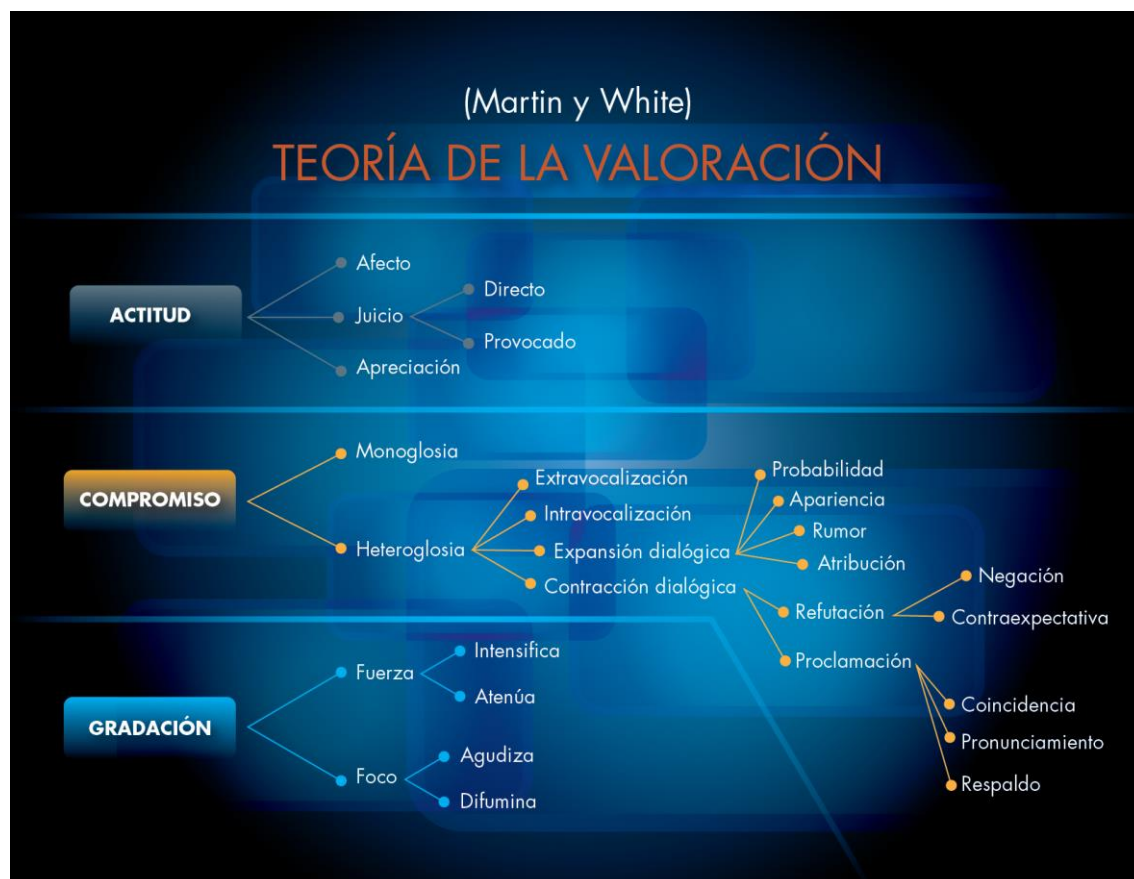 (Martin y White)
TEORÍA DE LA VALORACIÓN
ACTITUD
Afecto
Juicio
Directo
Provocado
Apreciación
COMPROMISO
Monoglosia
Heteroglosia
Extravocalización
Intravocalización
Expansión dialógica
Probabilidad
Apariencia
Rumor
Atribución
Contracción dialógica
Refutación
Negación
Contraexpectativa
Proclamación
Coincidencia
Pronunciamiento
Respaldo
GRADACIÓN
Fuerza
Intensifica
Atenúa
Foco
Agudiza
Difumina